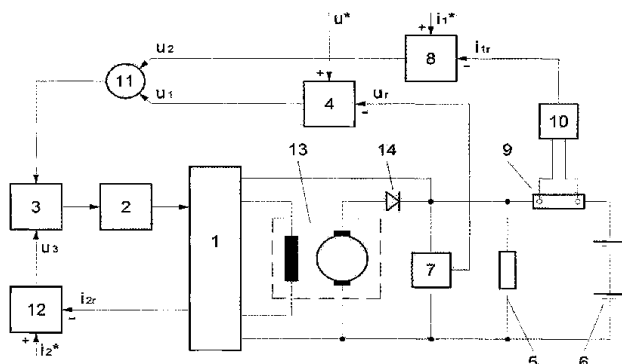 u* i₁*
+ +
u₂ 8 i₁ᵣ
-
11 u₁ 4 uᵣ 10
-
13 14 9
3 2 1 7
u₃
12 i₂ᵣ
-
+ i₂* 5 6